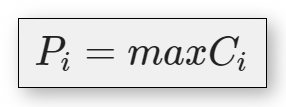 P_i = maxC_i